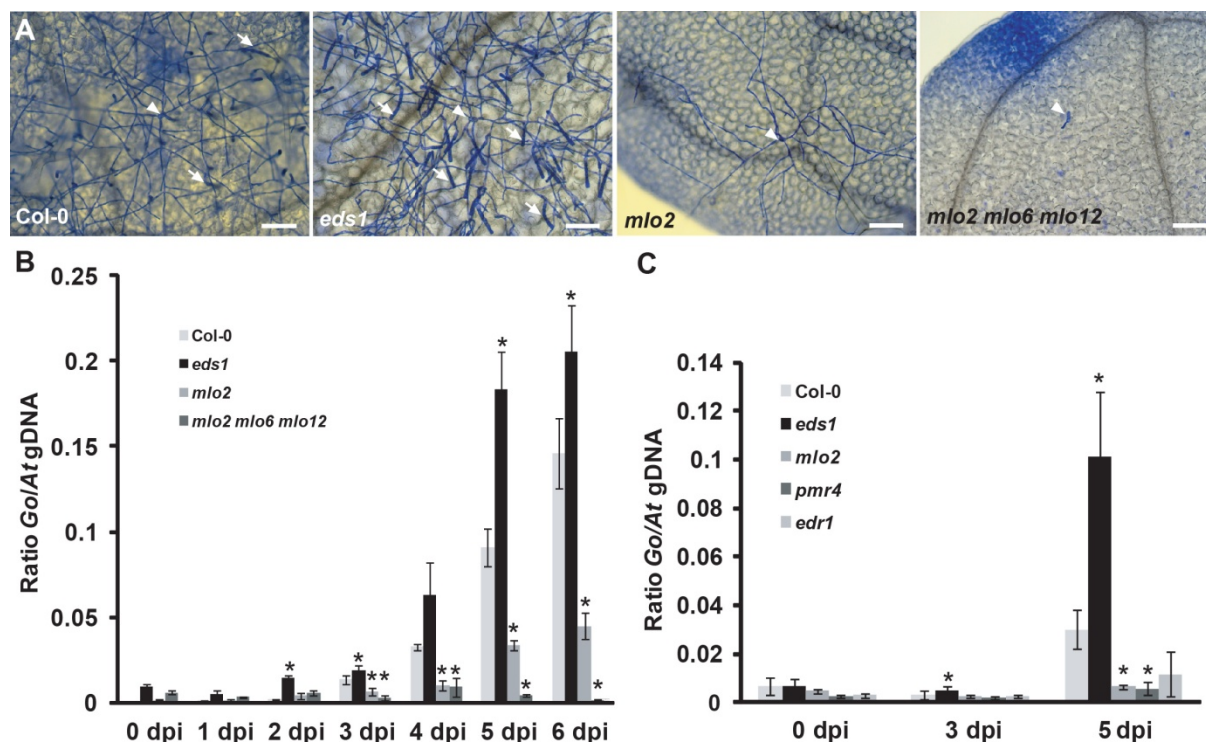 A
Col-0
eds1
mlo2
mlo2 mlo6 mlo12
B
Ratio Go/At gDNA
0.25
0.2
0.15
0.1
0.05
0
Col-0
eds1
mlo2
mlo2 mlo6 mlo12
*
*
*
*
*
*
*
*
*
*
*
*
0 dpi 1 dpi 2 dpi 3 dpi 4 dpi 5 dpi 6 dpi
C
Ratio Go/At gDNA
0.14
0.12
0.1
0.08
0.06
0.04
0.02
0
Col-0
eds1
mlo2
pmr4
edr1
*
*
*
*
0 dpi 3 dpi 5 dpi